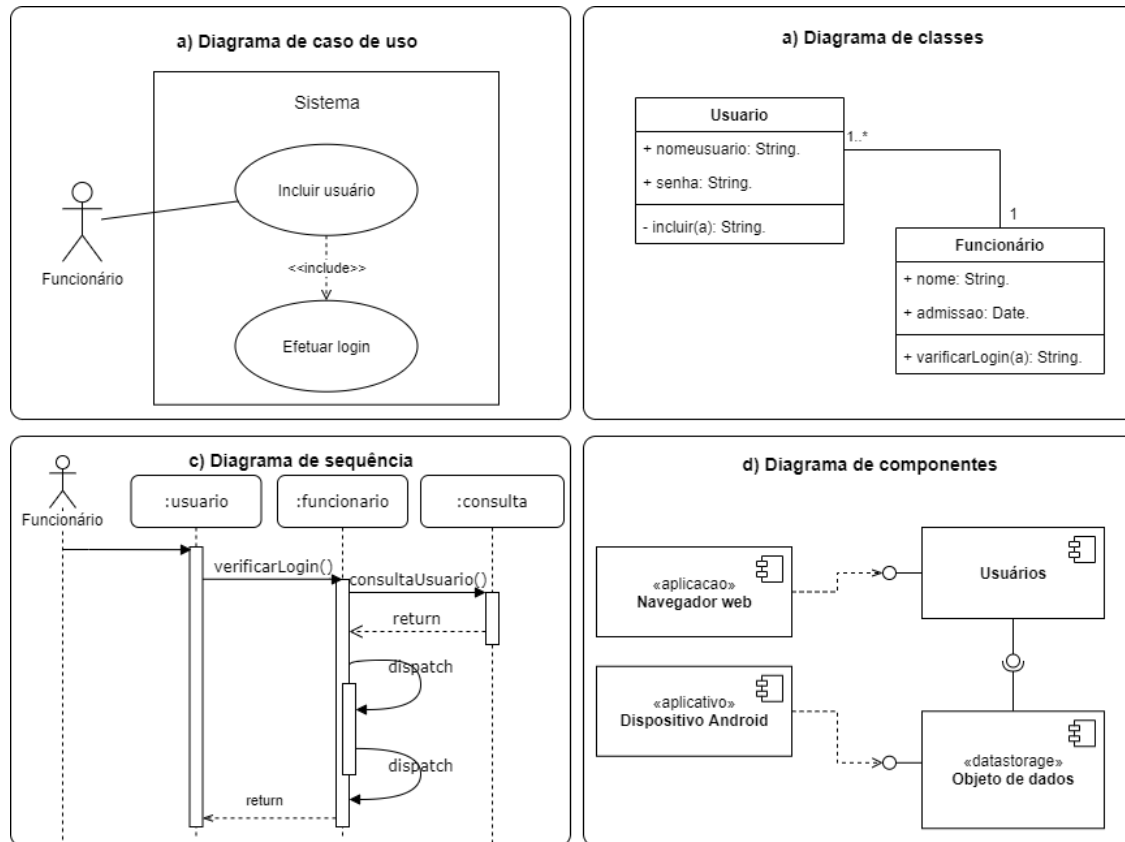 a) Diagrama de caso de uso
Sistema
Incluir usuário
Funcionário
<<include>>
Efetuar login
a) Diagrama de classes
Usuario
+ nomeusuario: String.
+ senha: String.
- incluir(a): String.
1..*
1
Funcionário
+ nome: String.
+ admissao: Date.
+ varificarLogin(a): String.
c) Diagrama de sequência
Funcionário
:usuario
:funcionario
:consulta
verificarLogin()
consultaUsuario()
return
dispatch
dispatch
return
d) Diagrama de componentes
«aplicacao»
Navegador web
Usuários
«aplicativo»
Dispositivo Android
«datastorage»
Objeto de dados